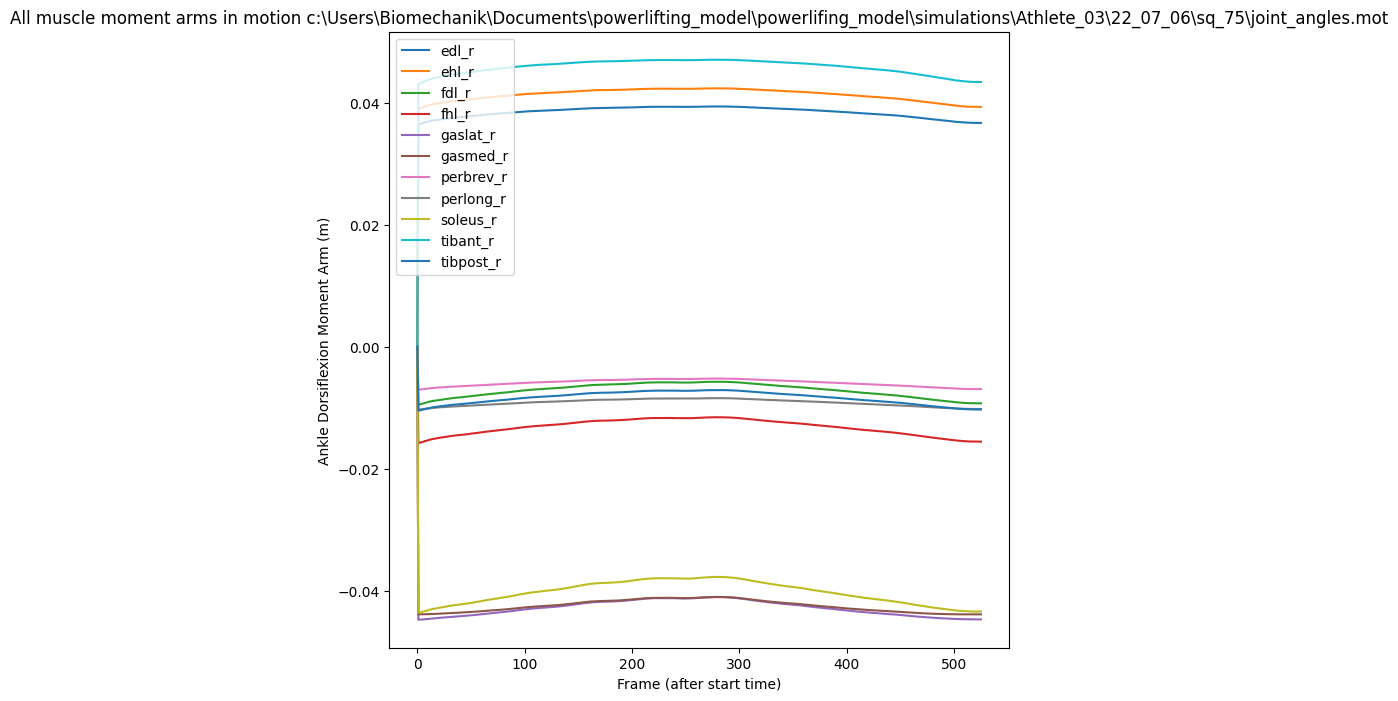 All muscle moment arms in motion c:\Users\Biomechanik\Documents\powerlifting_model\powerlifing_model\simulations\Athlete_03\22_07_06\sq_75\joint_angles.mot
edl_r
ehl_r
fdl_r
fhl_r
gaslat_r
gasmed_r
perbrev_r
perlong_r
soleus_r
tibant_r
tibpost_r
Ankle Dorsiflexion Moment Arm (m)
0.04
0.02
0.00
−0.02
−0.04
0 100 200 300 400 500
Frame (after start time)